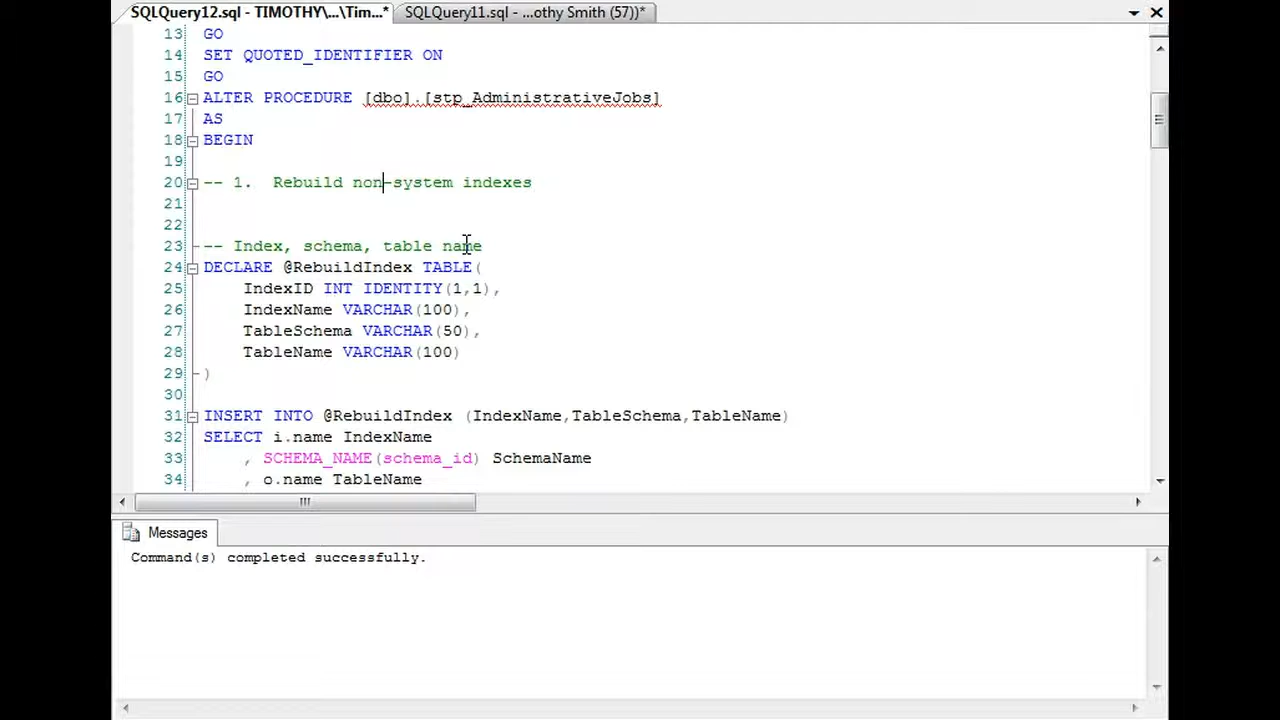 SQLQuery12.sql - TIMOTHY\...\Tim...* SQLQuery11.sql - ...othy Smith (57))*
13 GO
14 SET QUOTED_IDENTIFIER ON
15 GO
16 ALTER PROCEDURE [dbo].[stp_AdministrativeJobs]
17 AS
18 BEGIN
19
20 -- 1.  Rebuild non-system indexes
21
22
23 -- Index, schema, table name
24 DECLARE @RebuildIndex TABLE(
25     IndexID INT IDENTITY(1,1),
26     IndexName VARCHAR(100),
27     TableSchema VARCHAR(50),
28     TableName VARCHAR(100)
29 )
30
31 INSERT INTO @RebuildIndex (IndexName,TableSchema,TableName)
32 SELECT i.name IndexName
33     , SCHEMA_NAME(schema_id) SchemaName
34     , o.name TableName
Messages
Command(s) completed successfully.